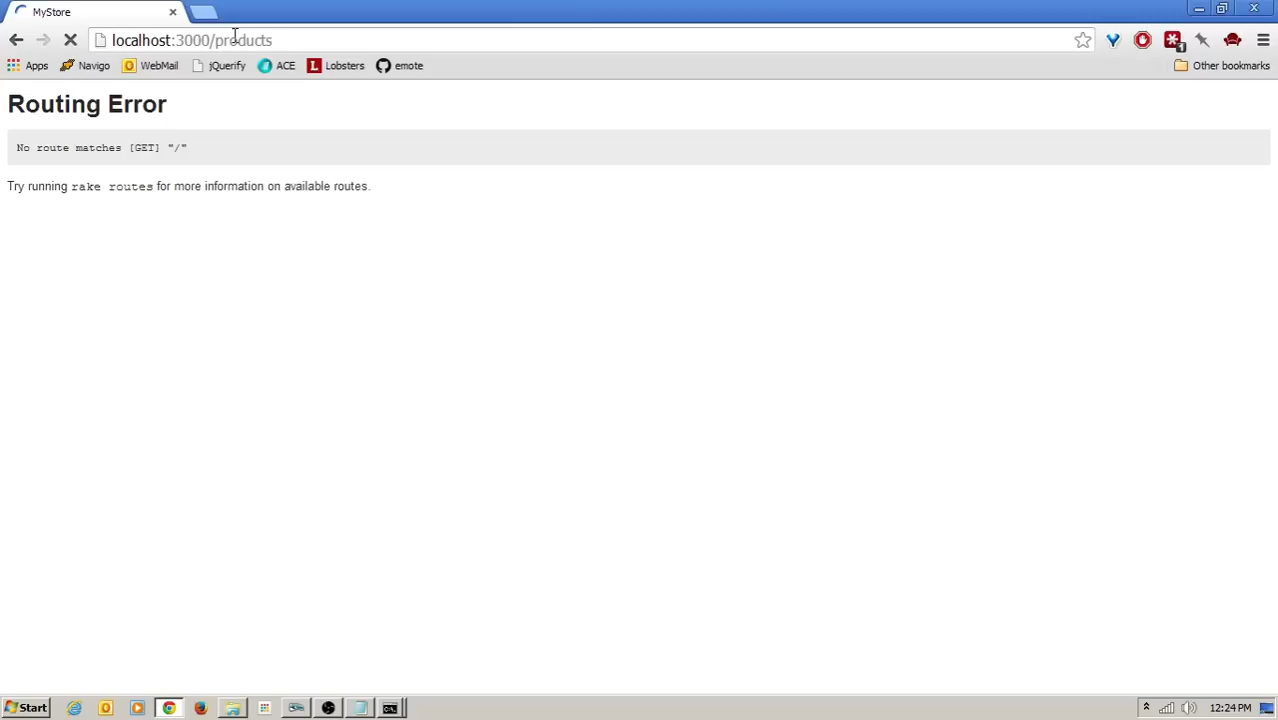 MyStore
localhost:3000/products
Apps Navigo WebMail jQuerify ACE Lobsters emote Other bookmarks
Routing Error
No route matches [GET] "/"
Try running rake routes for more information on available routes.
Start 12:24 PM